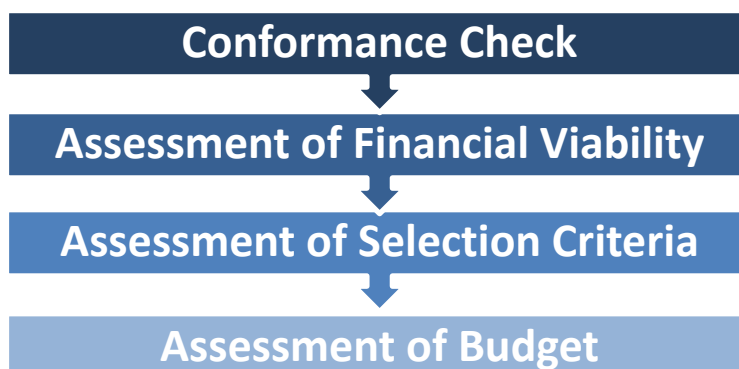 Conformance Check
Assessment of Financial Viability
Assessment of Selection Criteria
Assessment of Budget